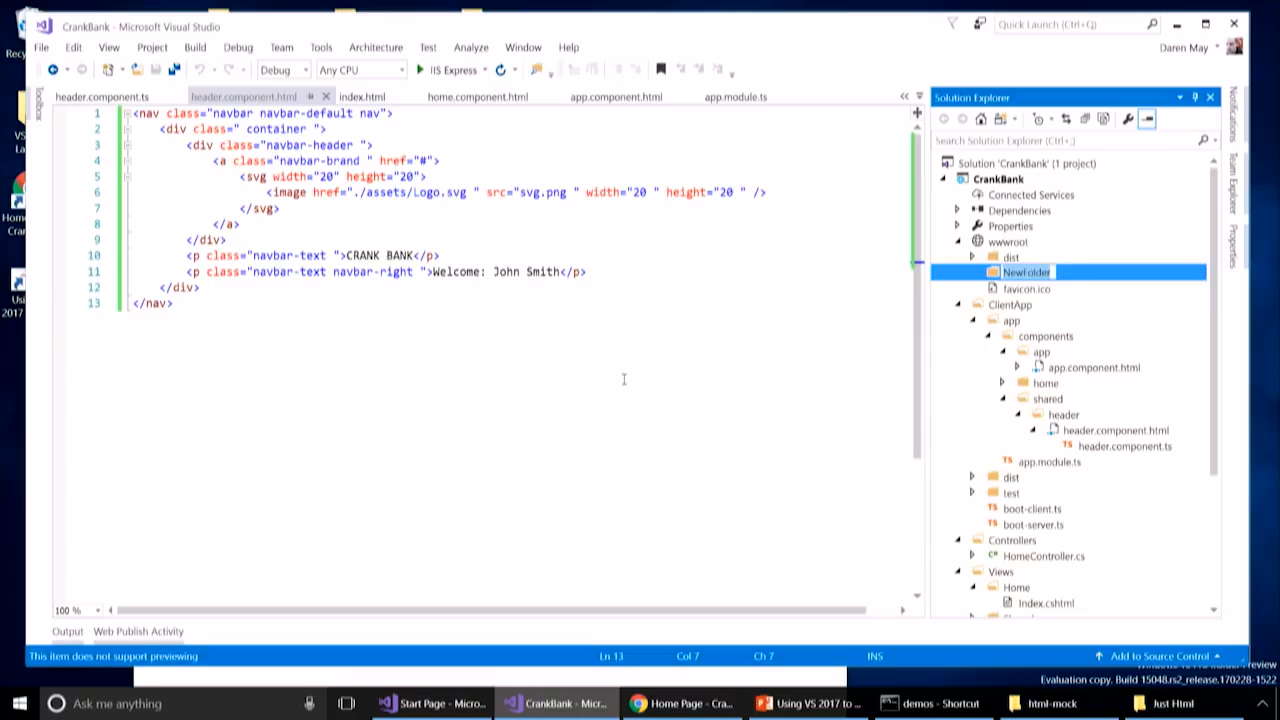 CrankBank - Microsoft Visual Studio
Quick Launch (Ctrl+Q)
File Edit View Project Build Debug Team Tools Architecture Test Analyze Window Help
Daren May
Debug Any CPU IIS Express
header.component.ts header.component.html index.html home.component.html app.component.html app.module.ts
Toolbox
1 <nav class="navbar navbar-default nav">
2 <div class=" container ">
3 <div class="navbar-header ">
4 <a class="navbar-brand " href="#">
5 <svg width="20" height="20">
6 <image href="./assets/Logo.svg " src="svg.png " width="20 " height="20 " />
7 </svg>
8 </a>
9 </div>
10 <p class="navbar-text ">CRANK BANK</p>
11 <p class="navbar-text navbar-right ">Welcome: John Smith</p>
12 </div>
13 </nav>
100 %
Output Web Publish Activity
Solution Explorer
Search Solution Explorer (Ctrl+;)
Solution 'CrankBank' (1 project)
CrankBank
Connected Services
Dependencies
Properties
wwwroot
dist
NewFolder
favicon.ico
ClientApp
app
components
app
app.component.html
home
shared
header
header.component.html
TS header.component.ts
TS app.module.ts
dist
test
TS boot-client.ts
TS boot-server.ts
Controllers
C# HomeController.cs
Views
Home
Index.cshtml
Notifications
Team Explorer
Properties
This item does not support previewing Ln 13 Col 7 Ch 7 INS Add to Source Control
Evaluation copy. Build 15048.rs2_release.170228-1522
Ask me anything
Start Page - Micro...
CrankBank - Micr...
Home Page - Cra...
Using VS 2017 to ...
demos - Shortcut
html-mock
Just Html